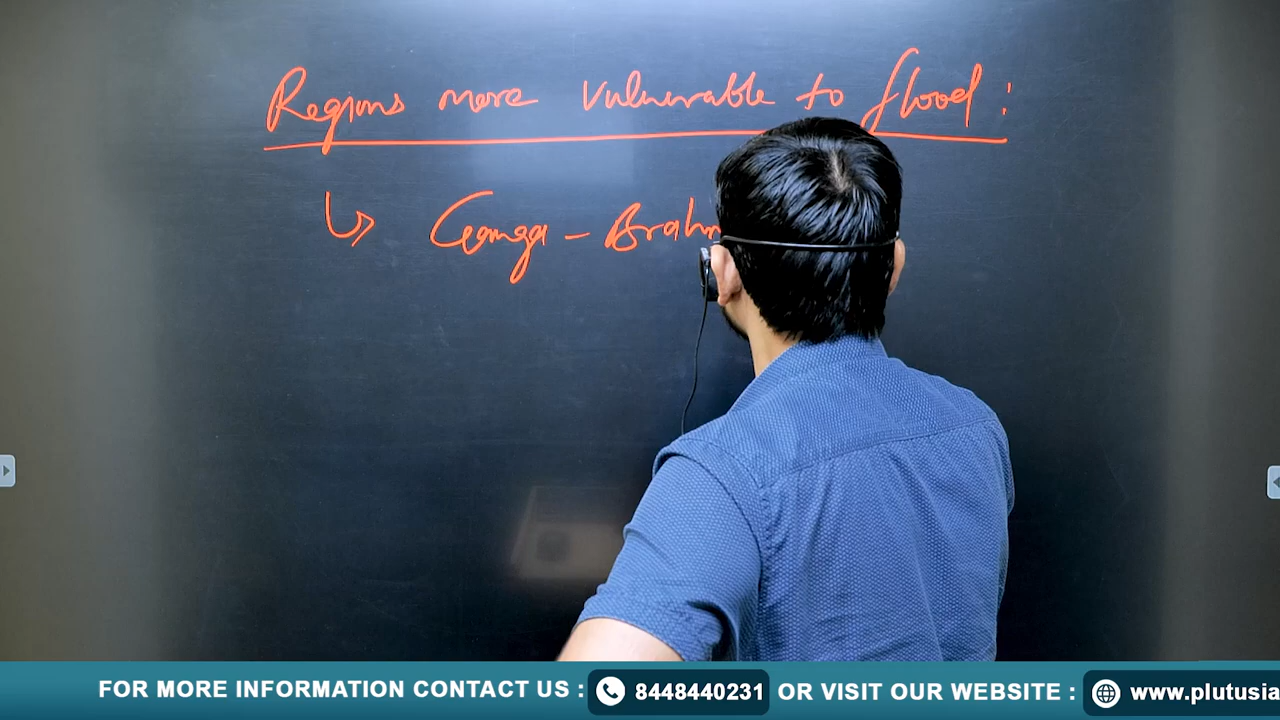 Regions more vulnerable to flood :
↳ Ganga - Brahm
FOR MORE INFORMATION CONTACT US : 8448440231 OR VISIT OUR WEBSITE : www.plutusia